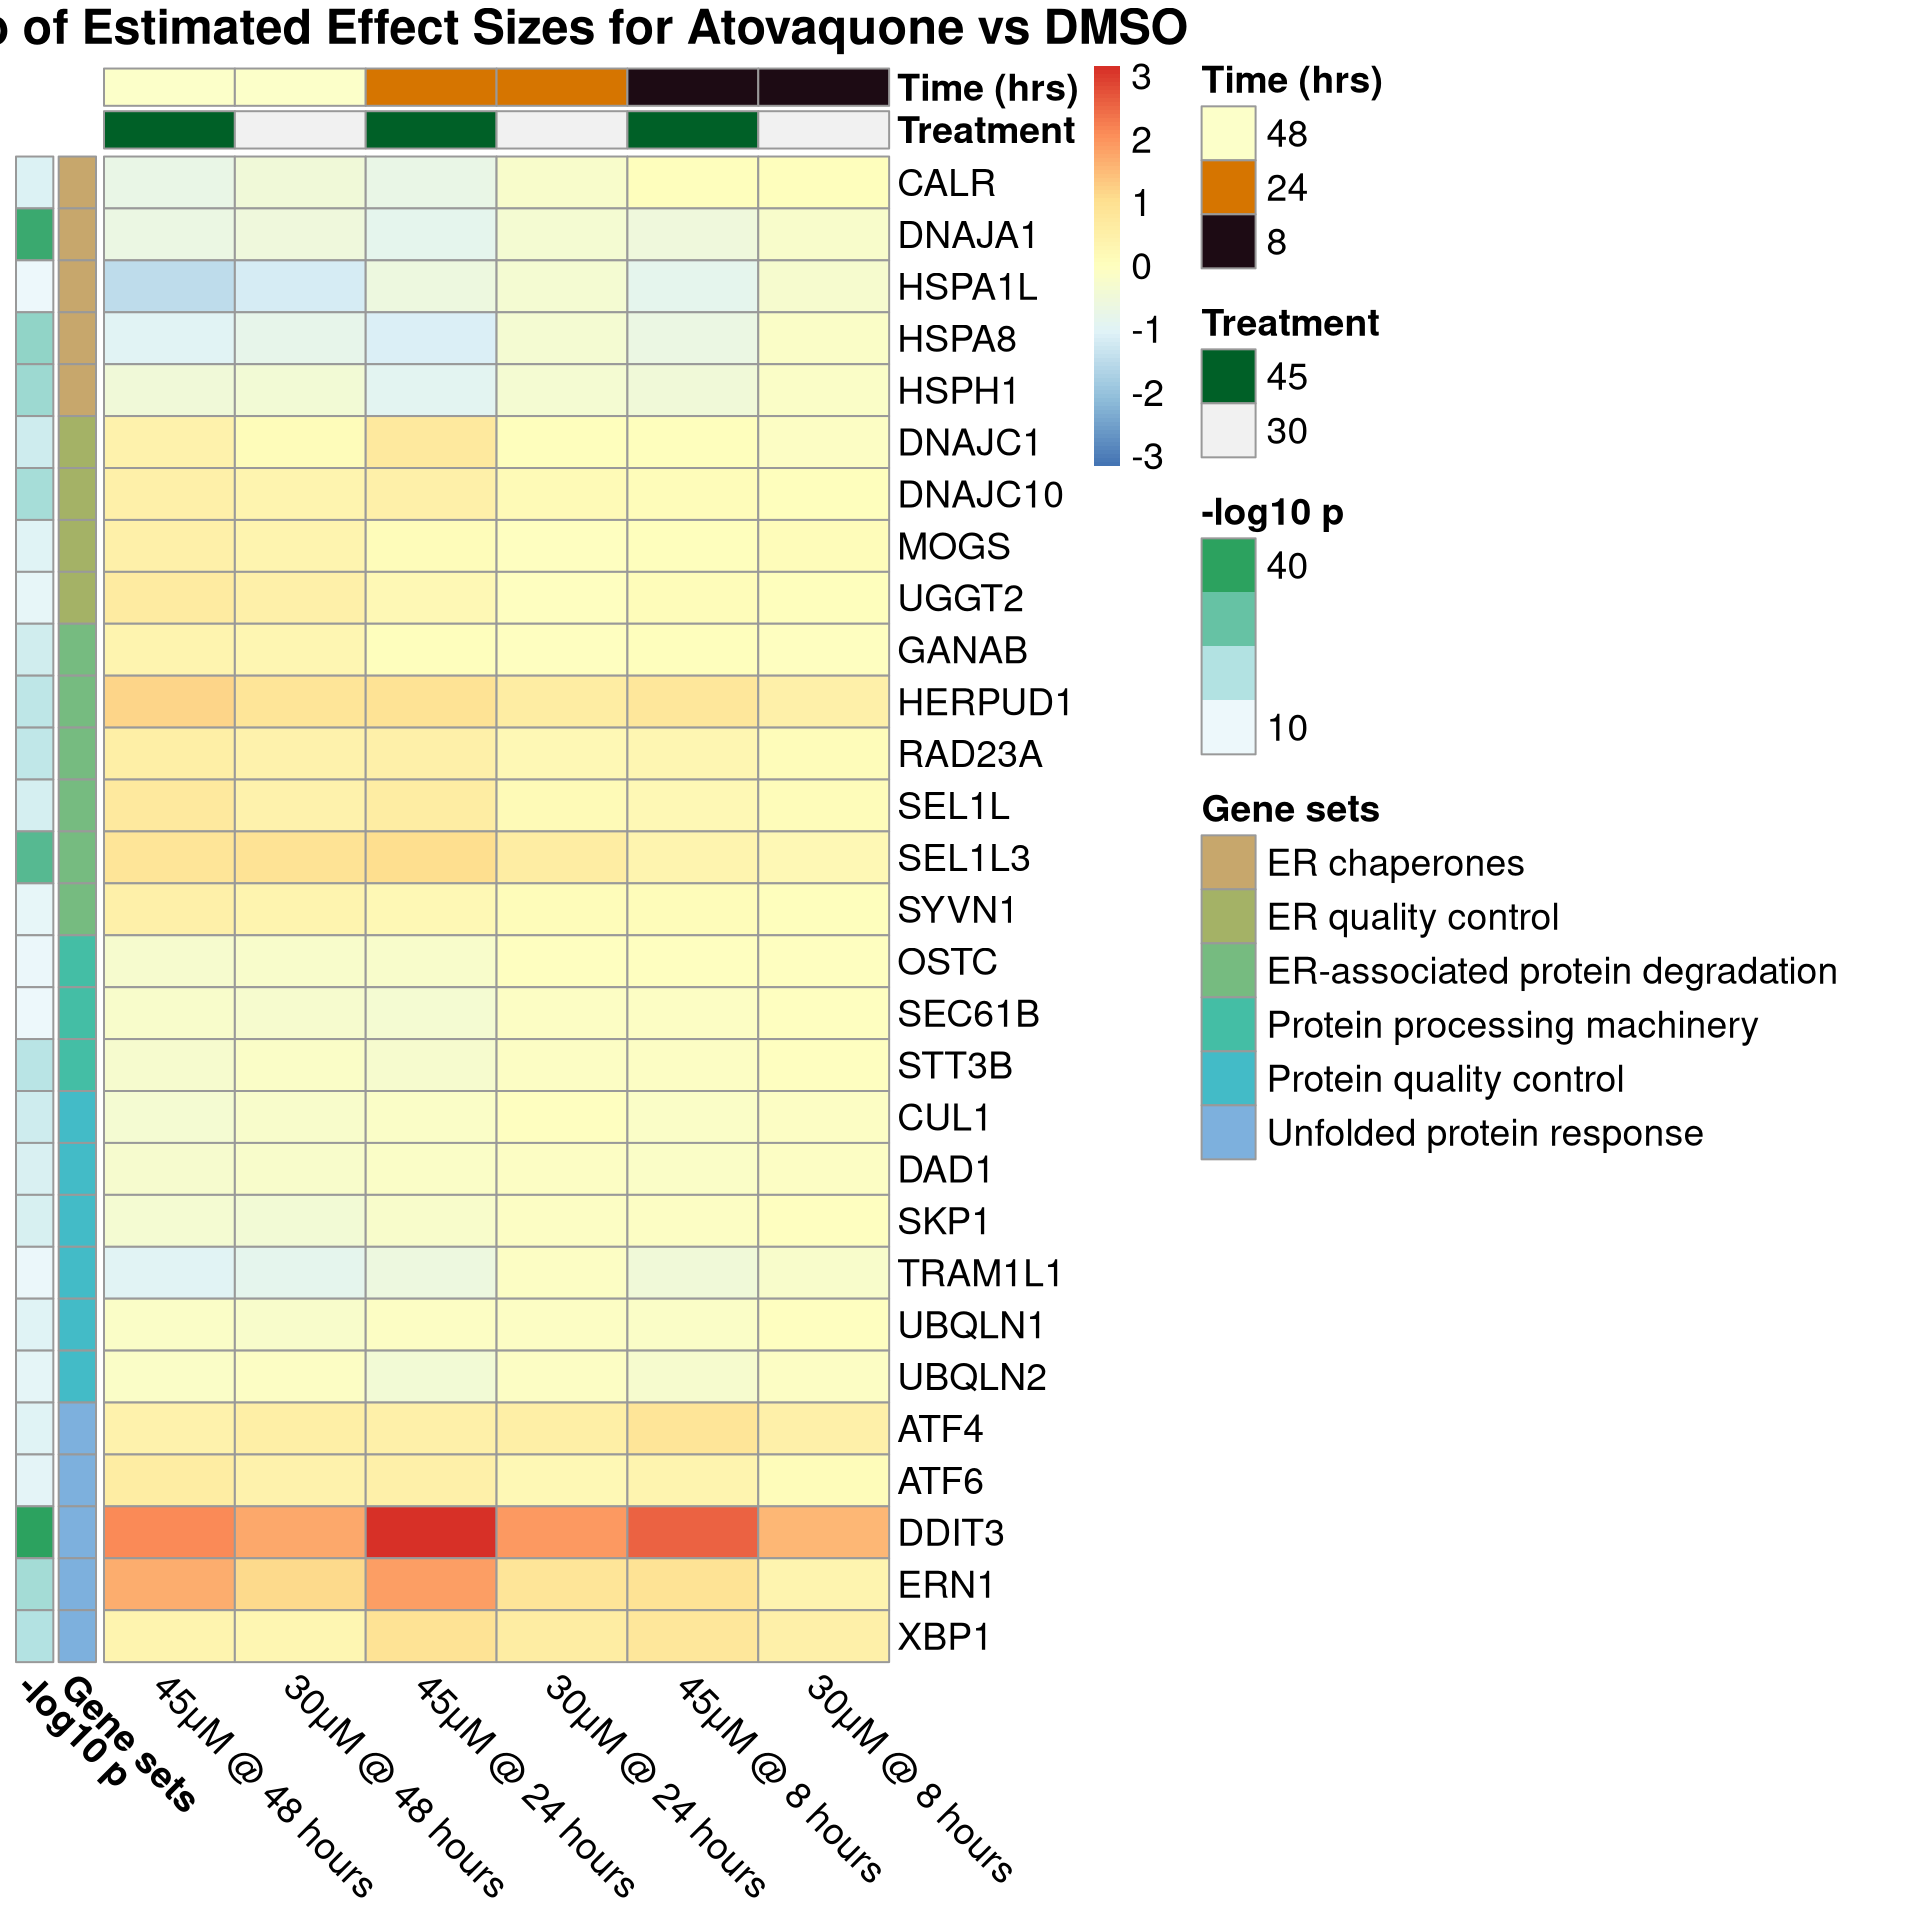 of Estimated Effect Sizes for Atovaquone vs DMSO
Time (hrs)
Treatment
CALR
DNAJA1
HSPA1L
HSPA8
HSPH1
DNAJC1
DNAJC10
MOGS
UGGT2
GANAB
HERPUD1
RAD23A
SEL1L
SEL1L3
SYVN1
OSTC
SEC61B
STT3B
CUL1
DAD1
SKP1
TRAM1L1
UBQLN1
UBQLN2
ATF4
ATF6
DDIT3
ERN1
XBP1
-log10 p
Gene sets
45µM @ 48 hours
30µM @ 48 hours
45µM @ 24 hours
30µM @ 24 hours
45µM @ 8 hours
30µM @ 8 hours
3
2
1
0
-1
-2
-3
Time (hrs)
48
24
8
Treatment
45
30
-log10 p
40
10
Gene sets
ER chaperones
ER quality control
ER-associated protein degradation
Protein processing machinery
Protein quality control
Unfolded protein response